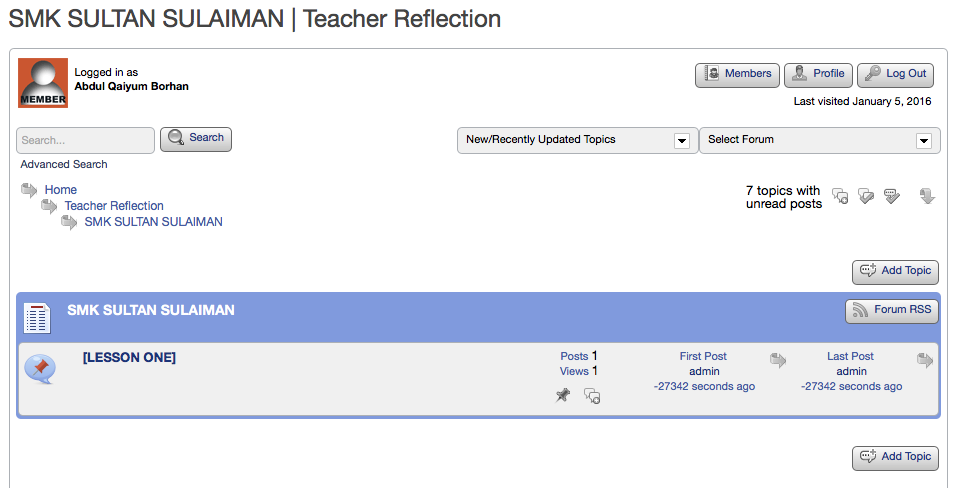 SMK SULTAN SULAIMAN | Teacher Reflection
MEMBER
Logged in as
Abdul Qaiyum Borhan
Members
Profile
Log Out
Last visited January 5, 2016
Search...
Search
New/Recently Updated Topics
Select Forum
Advanced Search
Home
Teacher Reflection
SMK SULTAN SULAIMAN
7 topics with
unread posts
Add Topic
SMK SULTAN SULAIMAN
Forum RSS
[LESSON ONE]
Posts 1
Views 1
First Post
admin
-27342 seconds ago
Last Post
admin
-27342 seconds ago
Add Topic